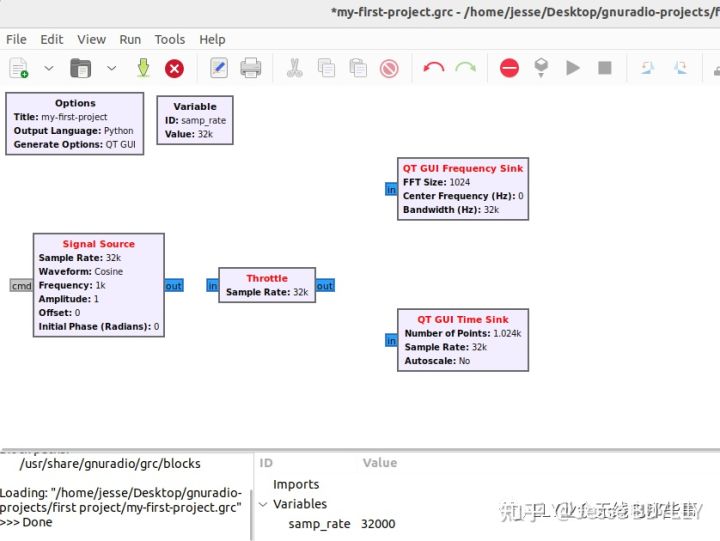 *my-first-project.grc - /home/jesse/Desktop/gnuradio-projects/f
File Edit View Run Tools Help
Options
Title: my-first-project
Output Language: Python
Generate Options: QT GUI
Variable
ID: samp_rate
Value: 32k
QT GUI Frequency Sink
FFT Size: 1024
Center Frequency (Hz): 0
Bandwidth (Hz): 32k
in
Signal Source
Sample Rate: 32k
Waveform: Cosine
Frequency: 1k
Amplitude: 1
Offset: 0
Initial Phase (Radians): 0
cmd
out
in
Throttle
Sample Rate: 32k
out
QT GUI Time Sink
Number of Points: 1.024k
Sample Rate: 32k
Autoscale: No
in
/usr/share/gnuradio/grc/blocks
Loading: "/home/jesse/Desktop/gnuradio-
projects/first project/my-first-project.grc"
>>> Done
ID Value
Imports
Variables
samp_rate 32000
知乎